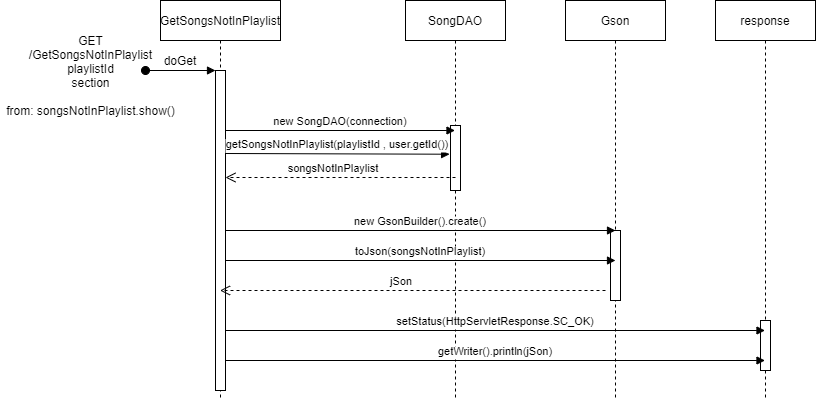 GetSongsNotInPlaylist
SongDAO
Gson
response
GET
/GetSongsNotInPlaylist
playlistId
section
from: songsNotInPlaylist.show()
doGet
new SongDAO(connection)
getSongsNotInPlaylist(playlistId , user.getId())
songsNotInPlaylist
new GsonBuilder().create()
toJson(songsNotInPlaylist)
jSon
setStatus(HttpServletResponse.SC_OK)
getWriter().println(jSon)